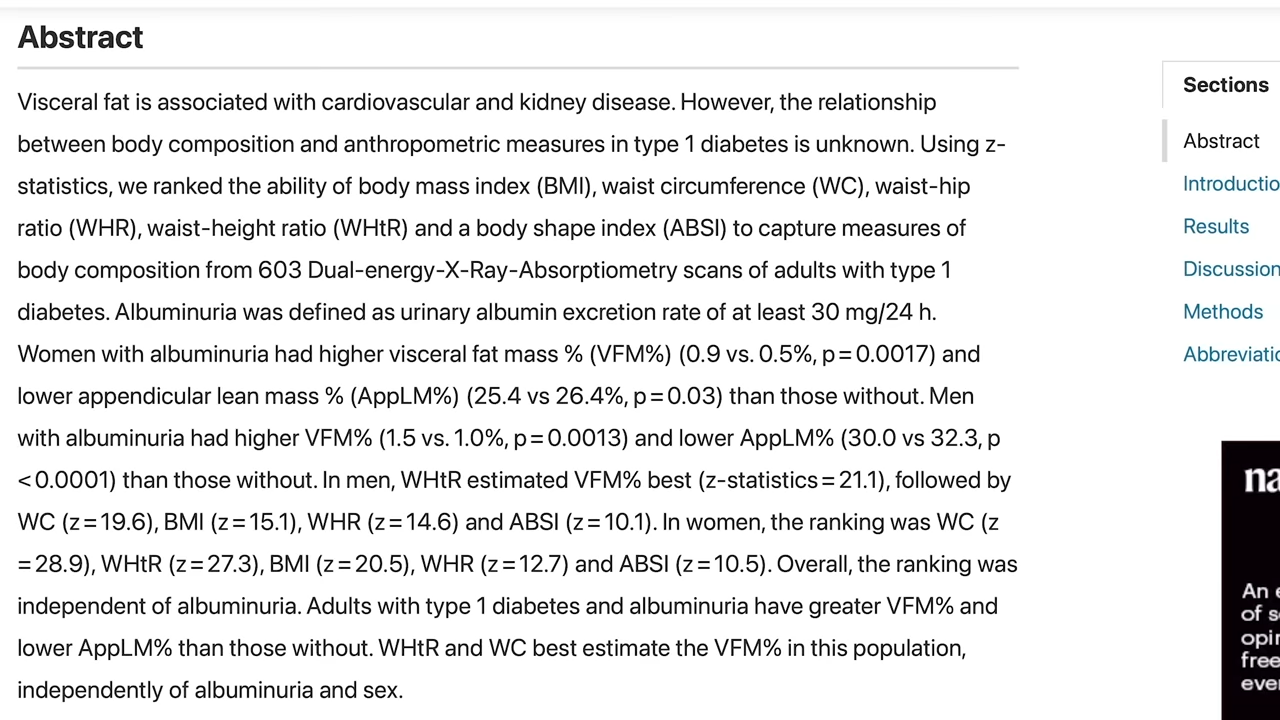 Abstract
Visceral fat is associated with cardiovascular and kidney disease. However, the relationship
between body composition and anthropometric measures in type 1 diabetes is unknown. Using z-
statistics, we ranked the ability of body mass index (BMI), waist circumference (WC), waist-hip
ratio (WHR), waist-height ratio (WHtR) and a body shape index (ABSI) to capture measures of
body composition from 603 Dual-energy-X-Ray-Absorptiometry scans of adults with type 1
diabetes. Albuminuria was defined as urinary albumin excretion rate of at least 30 mg/24 h.
Women with albuminuria had higher visceral fat mass % (VFM%) (0.9 vs. 0.5%, p = 0.0017) and
lower appendicular lean mass % (AppLM%) (25.4 vs 26.4%, p = 0.03) than those without. Men
with albuminuria had higher VFM% (1.5 vs. 1.0%, p = 0.0013) and lower AppLM% (30.0 vs 32.3, p
< 0.0001) than those without. In men, WHtR estimated VFM% best (z-statistics = 21.1), followed by
WC (z = 19.6), BMI (z = 15.1), WHR (z = 14.6) and ABSI (z = 10.1). In women, the ranking was WC (z
= 28.9), WHtR (z = 27.3), BMI (z = 20.5), WHR (z = 12.7) and ABSI (z = 10.5). Overall, the ranking was
independent of albuminuria. Adults with type 1 diabetes and albuminuria have greater VFM% and
lower AppLM% than those without. WHtR and WC best estimate the VFM% in this population,
independently of albuminuria and sex.
Sections
Abstract
Introductio
Results
Discussion
Methods
Abbreviatio
na
An e
of s
opin
free
ever